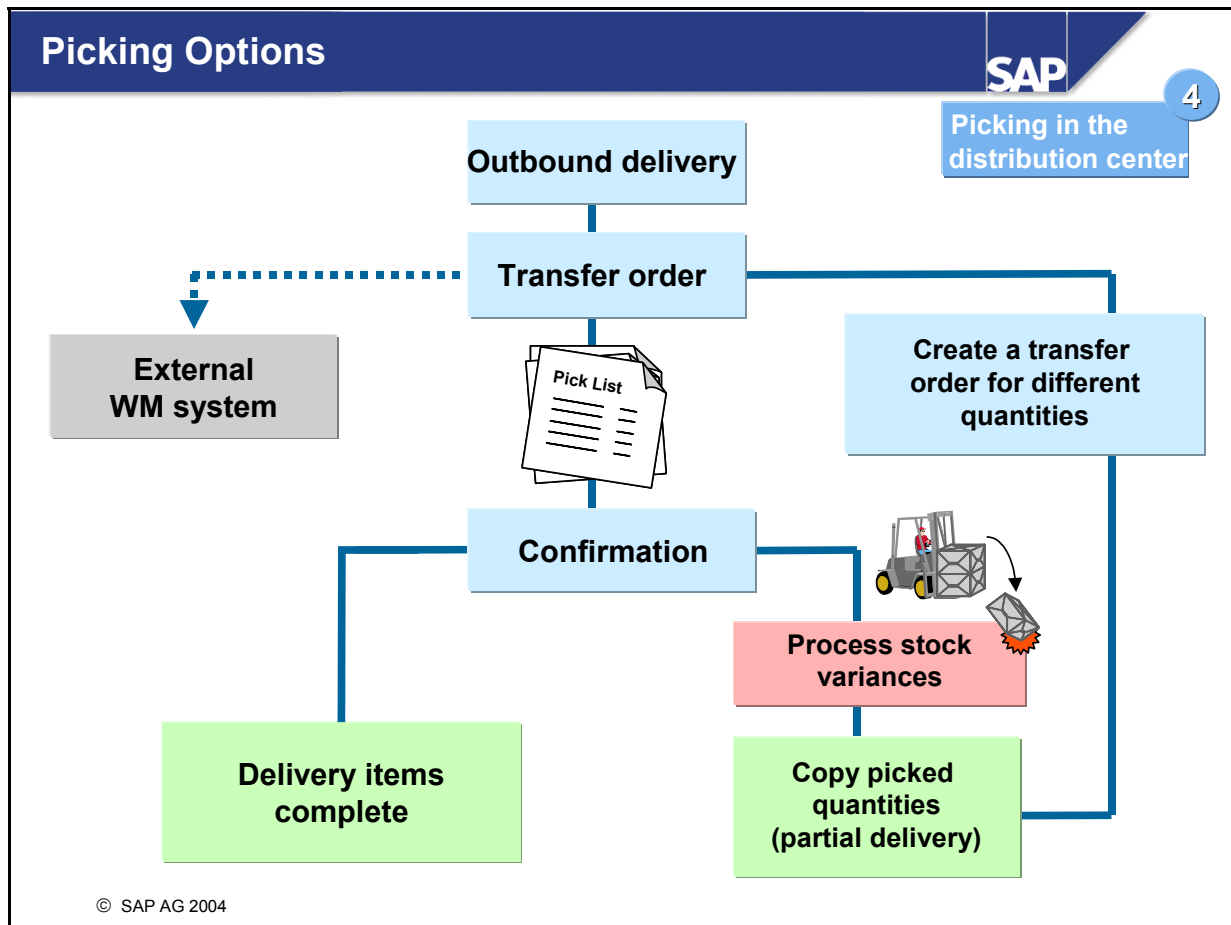 Picking Options
SAP
4
Picking in the
distribution center
Outbound delivery
Transfer order
External
WM system
Pick List
Create a transfer
order for different
quantities
Confirmation
Process stock
variances
Delivery items
complete
Copy picked
quantities
(partial delivery)
© SAP AG 2004